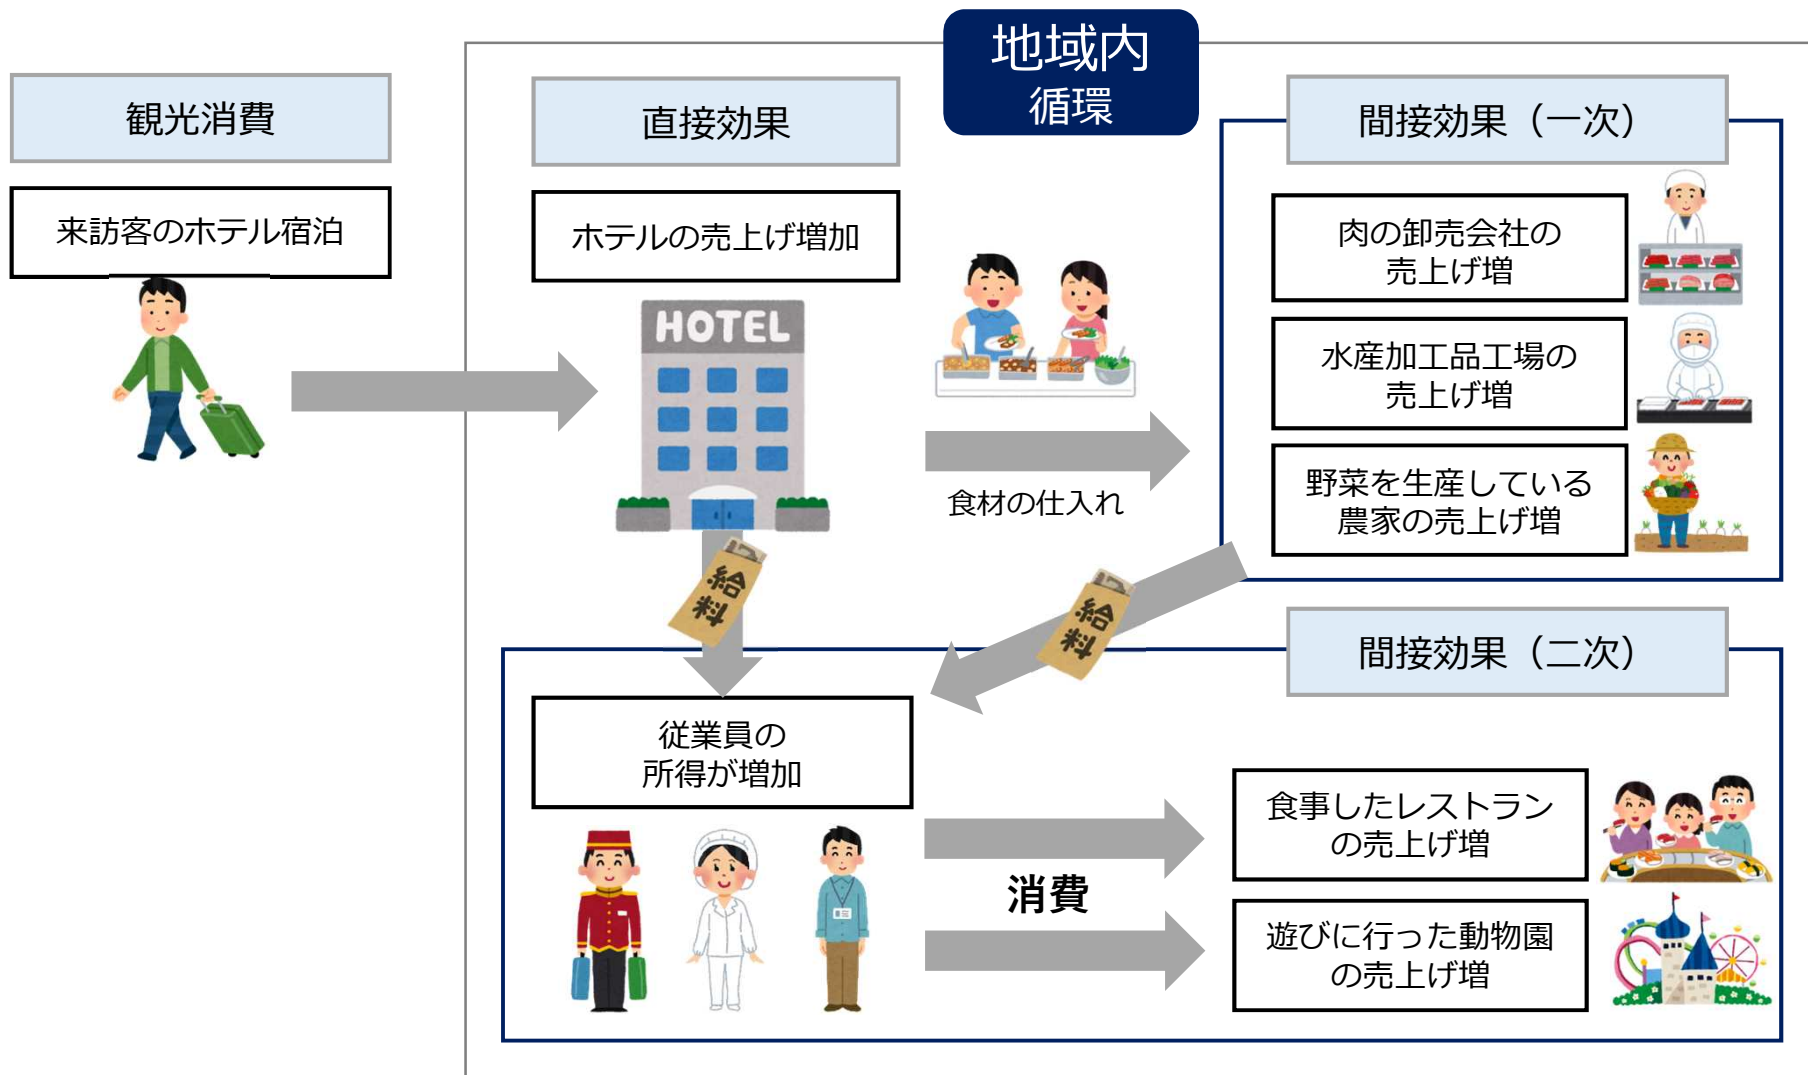 地域内
循環
観光消費
来訪客のホテル宿泊
直接効果
ホテルの売上げ増加
HOTEL
食材の仕入れ
間接効果（一次）
肉の卸売会社の
売上げ増
水産加工品工場の
売上げ増
野菜を生産している
農家の売上げ増
給料
給料
間接効果（二次）
従業員の
所得が増加
消費
食事したレストラン
の売上げ増
遊びに行った動物園
の売上げ増